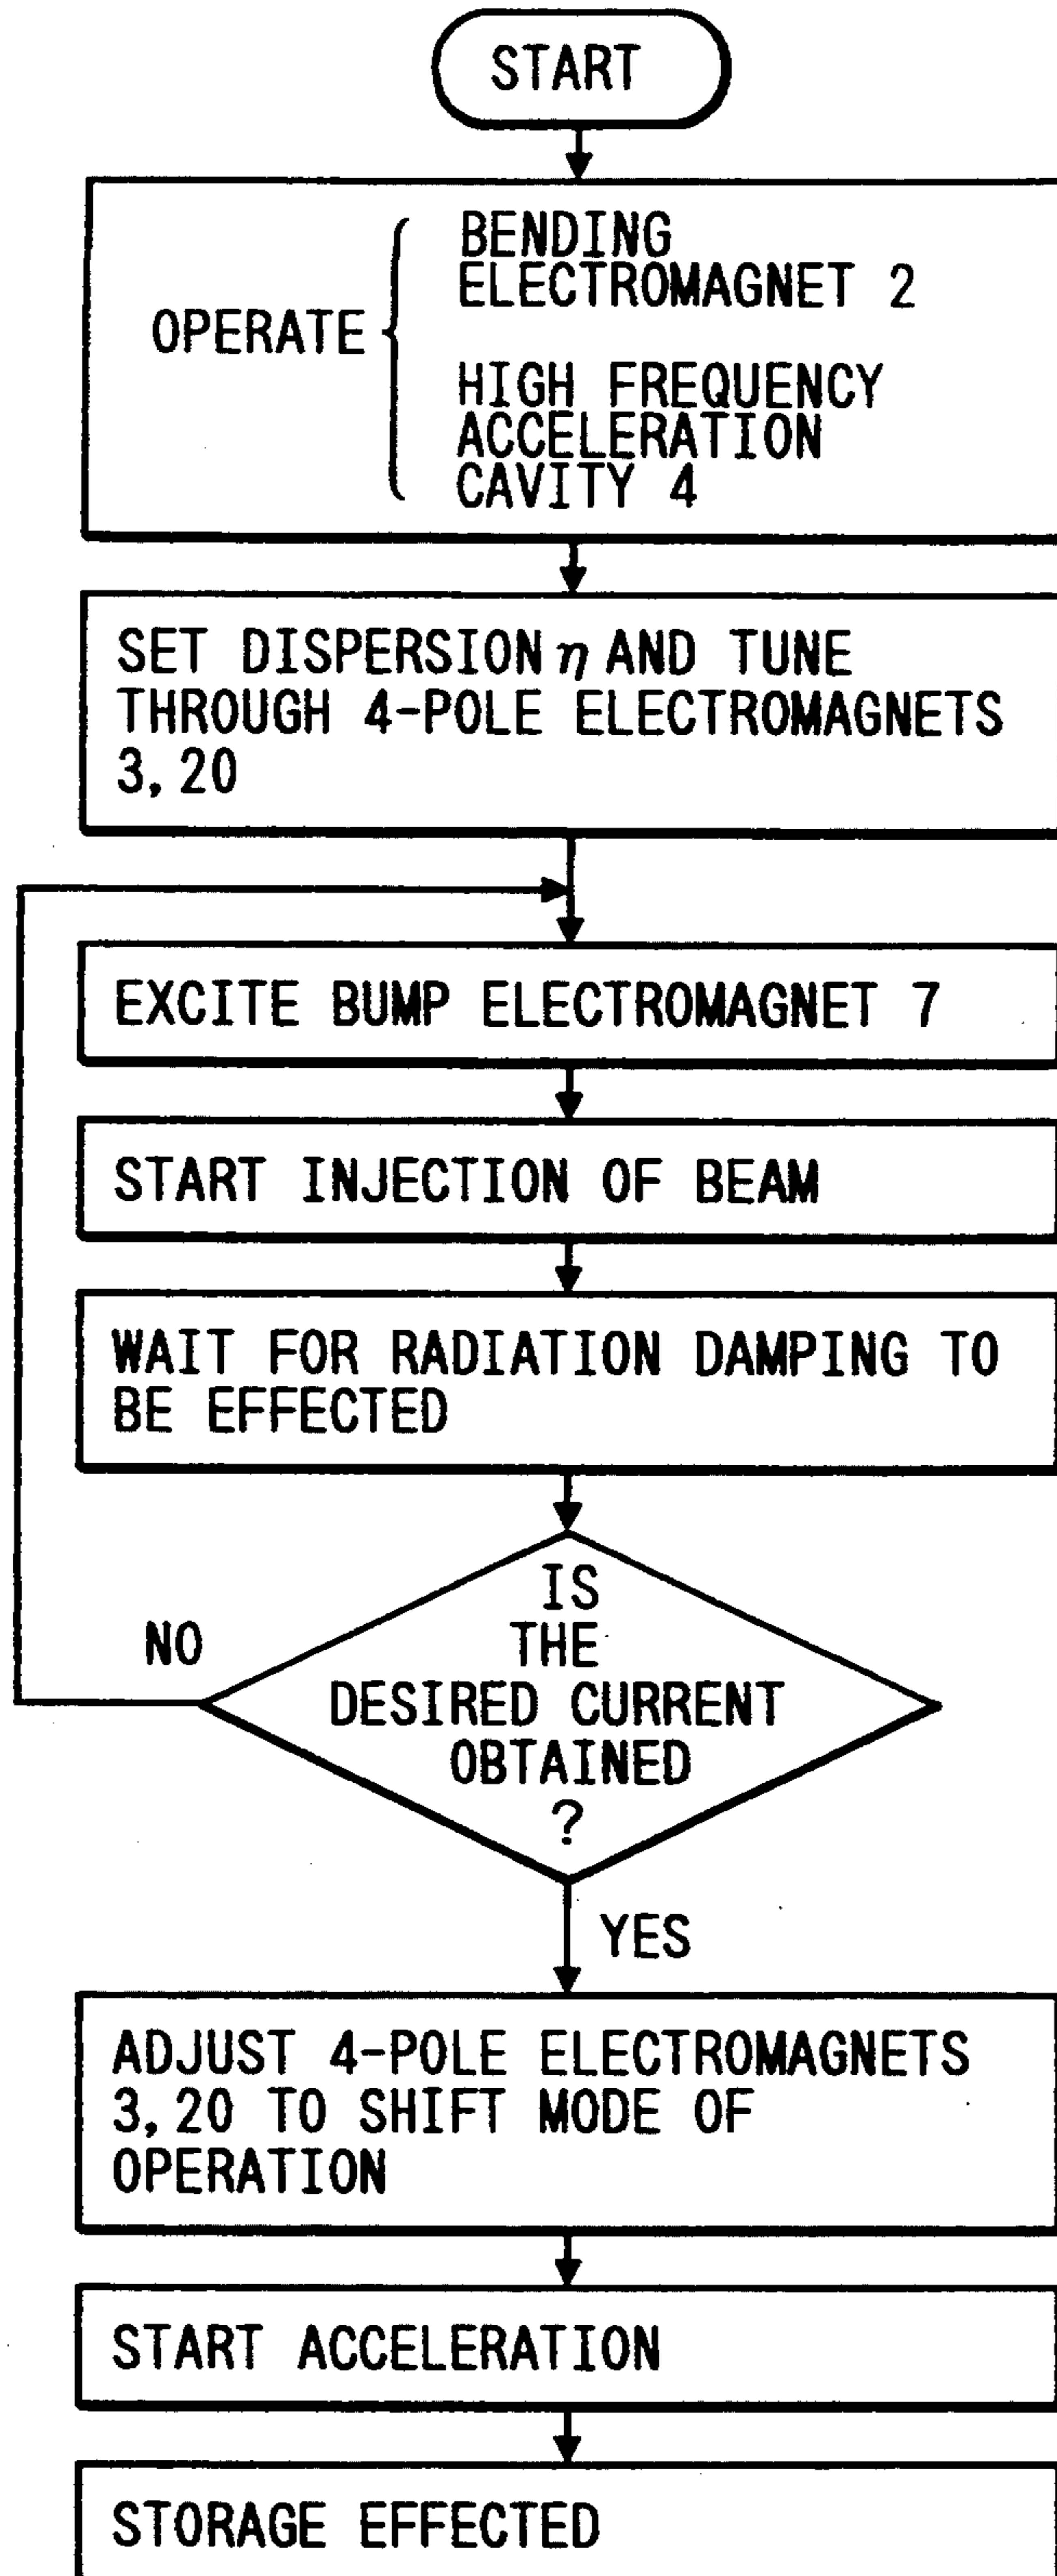 START
OPERATE
BENDING
ELECTROMAGNET 2
HIGH FREQUENCY
ACCELERATION
CAVITY 4
SET DISPERSION η AND TUNE
THROUGH 4-POLE ELECTROMAGNETS
3, 20
EXCITE BUMP ELECTROMAGNET 7
START INJECTION OF BEAM
WAIT FOR RADIATION DAMPING TO
BE EFFECTED
IS
THE
DESIRED CURRENT
OBTAINED
?
NO
YES
ADJUST 4-POLE ELECTROMAGNETS
3, 20 TO SHIFT MODE OF
OPERATION
START ACCELERATION
STORAGE EFFECTED